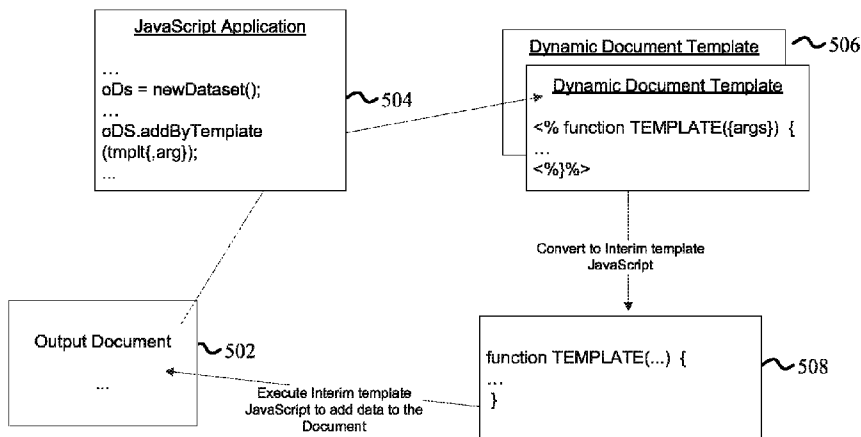 JavaScript Application
...
oDs = newDataset();
...
oDS.addByTemplate
(tmplt{,arg});
...
504
Dynamic Document Template
506
Dynamic Document Template
<% function TEMPLATE({args}) {
...
<%}%>
Convert to Interim template
JavaScript
Output Document
...
502
function TEMPLATE(...) {
...
}
508
Execute Interim template
JavaScript to add data to the
Document